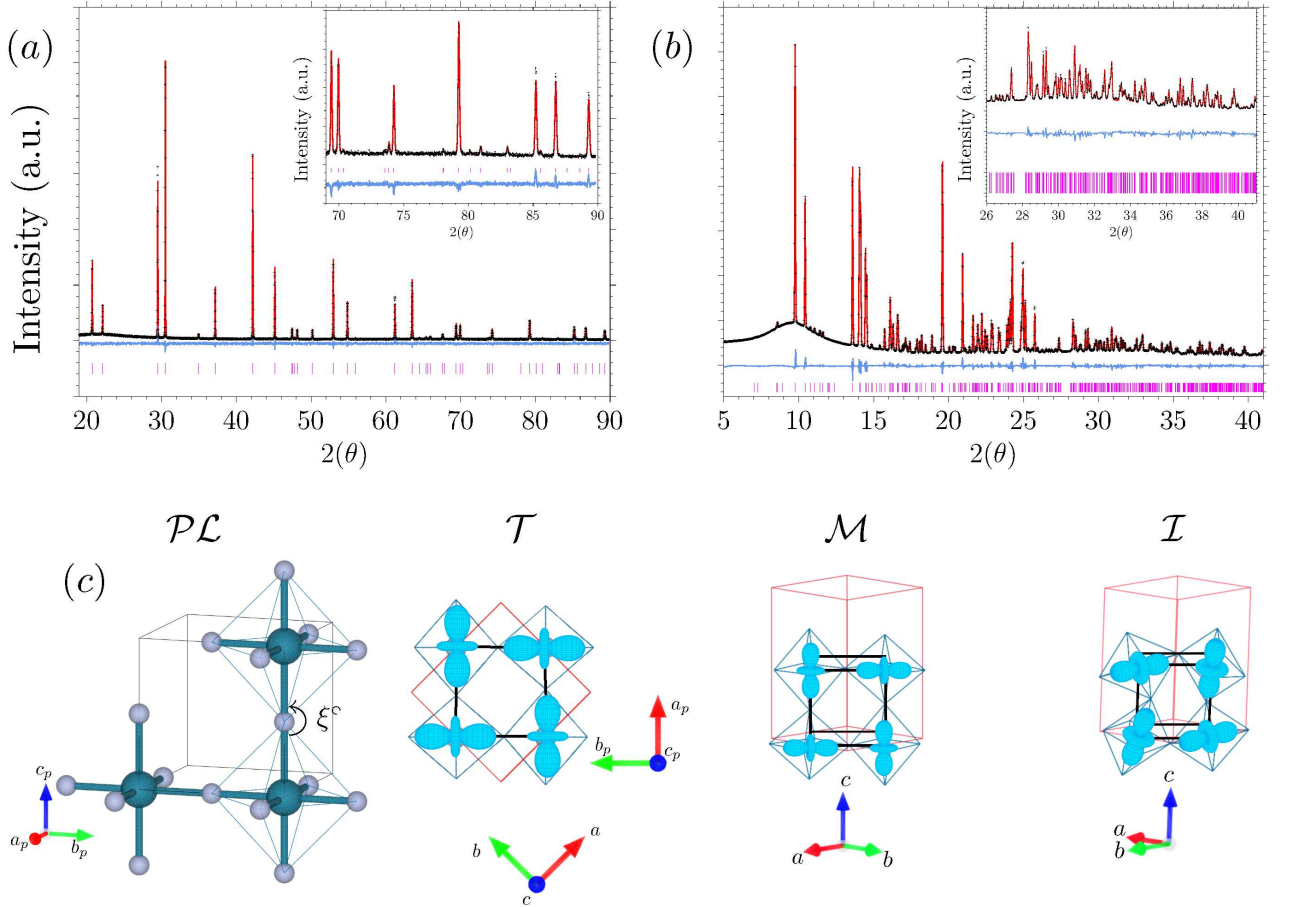 (a)
Intensity (a.u.)
20 30 40 50 60 70 80 90
2(θ)
Intensity (a.u.)
70 75 80 85 90
2(θ)
(b)
Intensity (a.u.)
5 10 15 20 25 30 35 40
2(θ)
Intensity (a.u.)
26 28 30 32 34 36 38 40
2(θ)
𝒫ℒ 𝒯 ℳ ℐ
(c)
ξᶜ
c_p
a_p
b_p
a_p
b_p
c_p
b
a
c
c
a
b
c
a
b